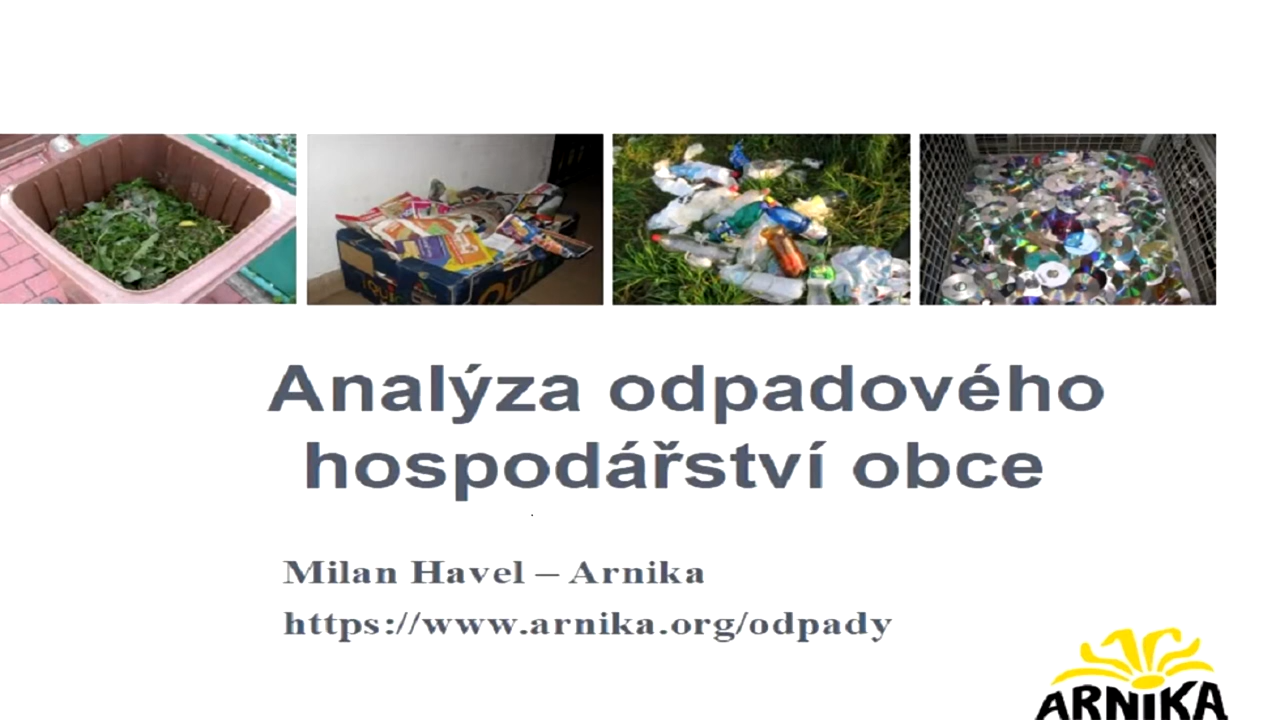 Analýza odpadového
hospodářství obce
Milan Havel – Arnika
https://www.arnika.org/odpady
ARNIKA